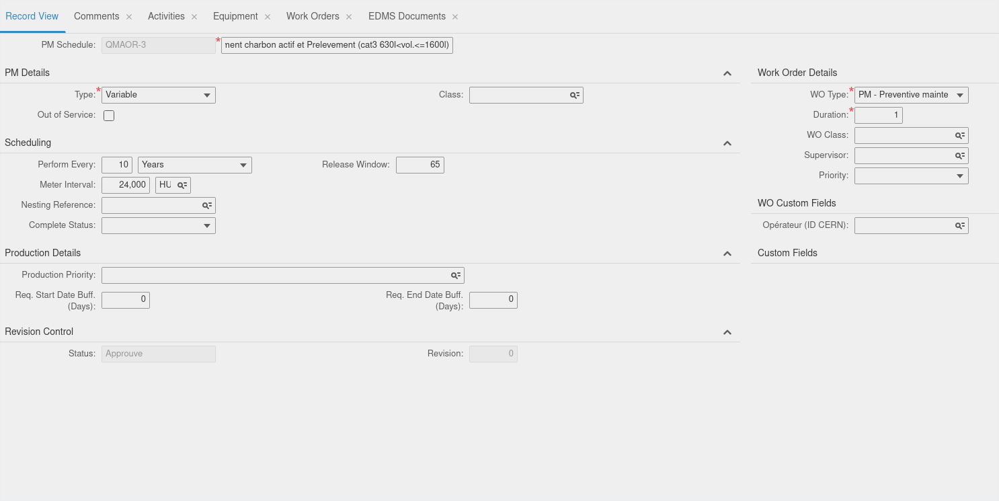 Record View Comments Activities Equipment Work Orders EDMS Documents
PM Schedule: QMAOR-3 * charbon actif et Prelevement (cat3 630l<vol.<=1600l)
PM Details
Type: * Variable Class:
Out of Service:
Scheduling
Perform Every: 10 Years Release Window: 65
Meter Interval: 24,000 HU
Nesting Reference:
Complete Status:
Production Details
Production Priority:
Req. Start Date Buff. (Days): 0 Req. End Date Buff. (Days): 0
Revision Control
Status: Approuve Revision: 0
Work Order Details
WO Type: * PM - Preventive mainte
Duration: * 1
WO Class:
Supervisor:
Priority:
WO Custom Fields
Opérateur (ID CERN):
Custom Fields